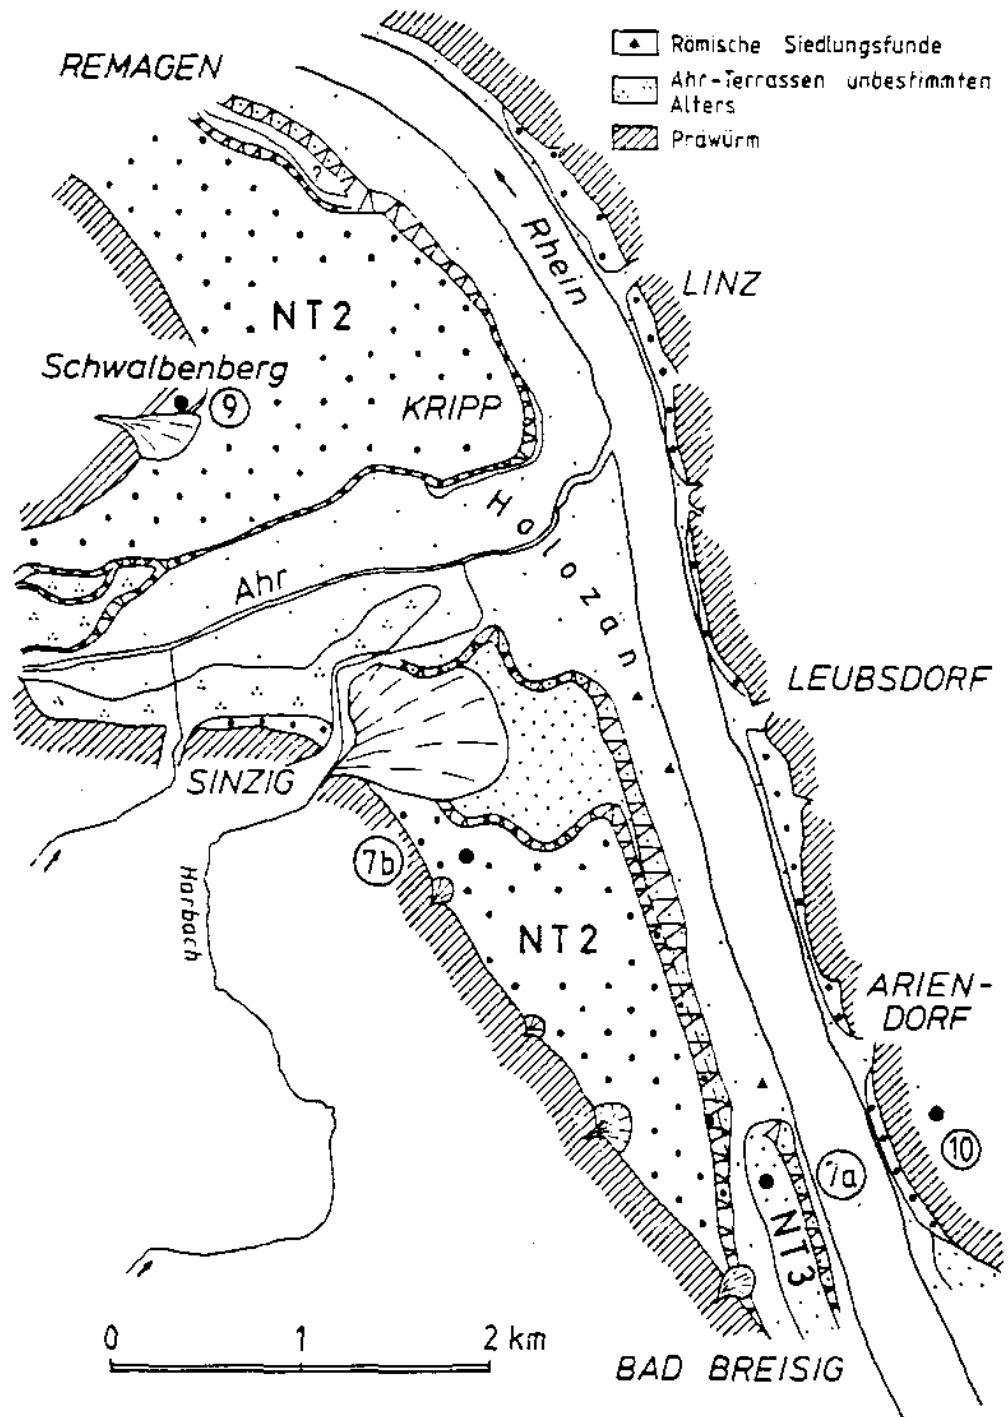 REMAGEN
Römische Siedlungsfunde
Ahr-Terrassen unbestimmten
Alters
Präwürm
Rhein
LINZ
NT2
Schwalbenberg
9
KRIPP
Holozän
Ahr
LEUBSDORF
SINZIG
7b
Harbach
NT2
ARIEN-
DORF
10
7a
NT3
0 1 2 km
BAD BREISIG
?